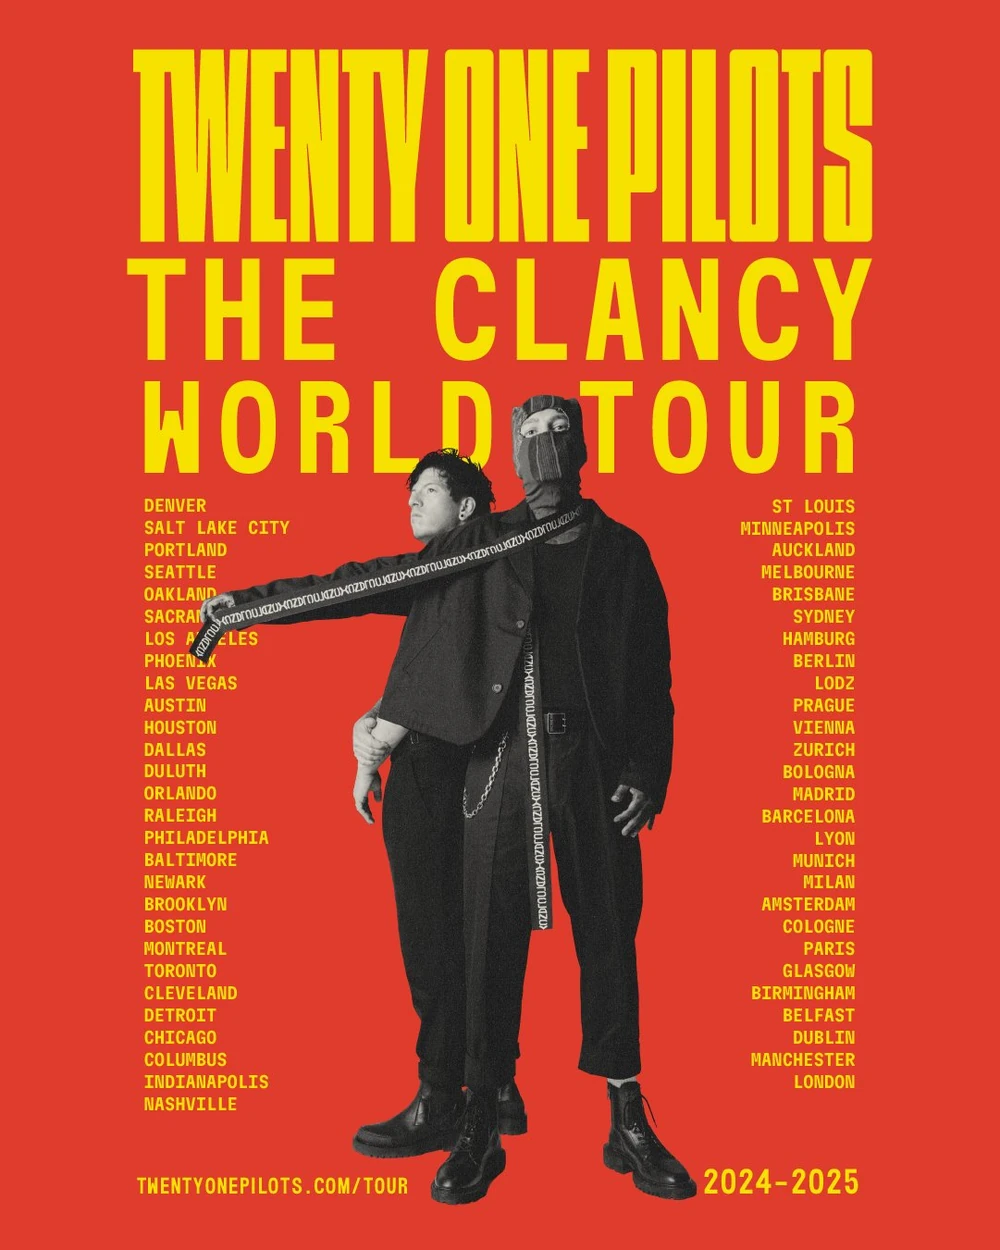 TWENTY ONE PILOTS
THE CLANCY
WORLD TOUR
DENVER
SALT LAKE CITY
PORTLAND
SEATTLE
OAKLAND
LAS VEGAS
PHOENIX
AUSTIN
HOUSTON
DALLAS
DULUTH
ORLANDO
RALEIGH
PHILADELPHIA
BALTIMORE
NEWARK
BROOKLYN
BOSTON
MONTREAL
TORONTO
CLEVELAND
DETROIT
CHICAGO
COLUMBUS
INDIANAPOLIS
NASHVILLE
ST LOUIS
MINNEAPOLIS
AUCKLAND
MELBOURNE
BRISBANE
SYDNEY
HAMBURG
BERLIN
LODZ
PRAGUE
VIENNA
ZURICH
BOLOGNA
MADRID
BARCELONA
LYON
MUNICH
MILAN
AMSTERDAM
COLOGNE
PARIS
GLASGOW
BIRMINGHAM
BELFAST
DUBLIN
MANCHESTER
LONDON
TWENTYONEPILOTS.COM/TOUR
2024-2025